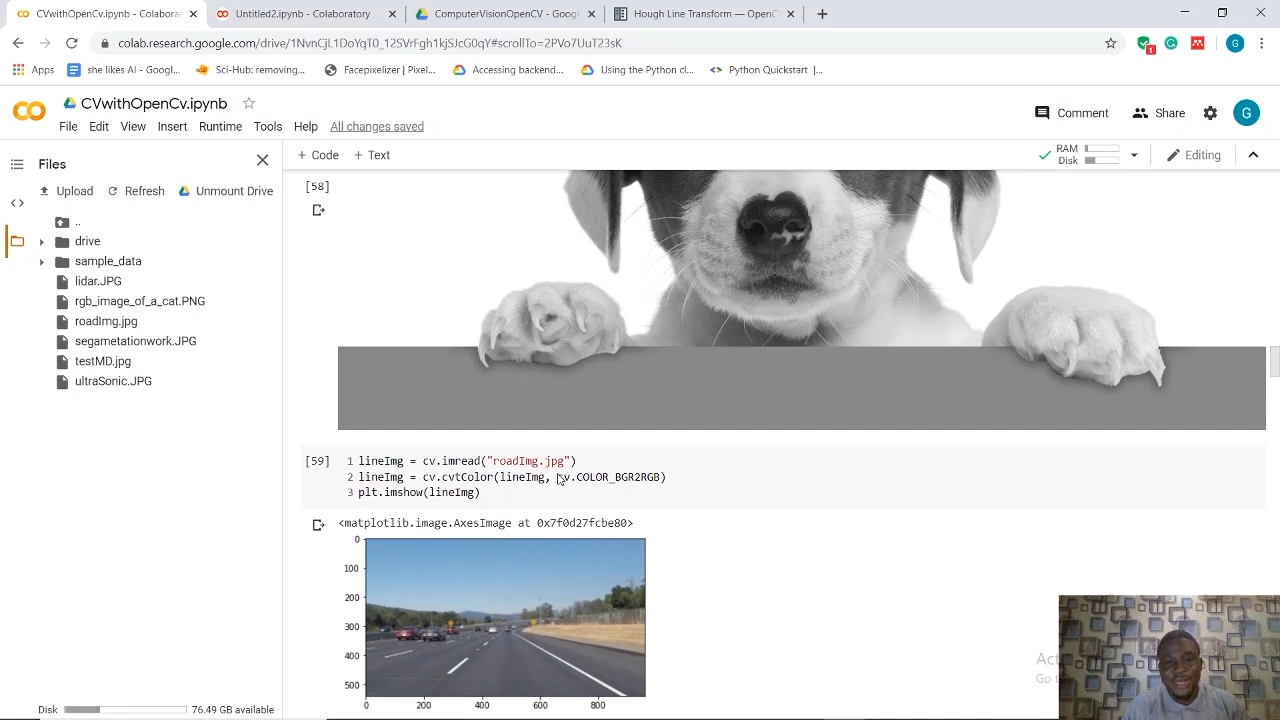 CVwithOpenCv.ipynb - Colaborat
Untitled2.ipynb - Colaboratory
ComputerVisionOpenCV - Goog
Hough Line Transform — OpenC
colab.research.google.com/drive/1NvnCjL1DoYqT0_12SVrFgh1kjSJcG0qY#scrollTo=2PVo7UuT23sK
1
G
Apps
she likes AI - Googl...
Sci-Hub: removing...
Facepixelizer | Pixel...
Accessing backend...
Using the Python cl...
Python Quickstart |...
CO
CVwithOpenCv.ipynb
Comment
Share
G
File Edit View Insert Runtime Tools Help All changes saved
Files
+ Code + Text
RAM
Disk
Editing
Upload Refresh Unmount Drive
[58]
..
drive
sample_data
lidar.JPG
rgb_image_of_a_cat.PNG
roadImg.jpg
segametationwork.JPG
testMD.jpg
ultraSonic.JPG
[59]
1 lineImg = cv.imread("roadImg.jpg")
2 lineImg = cv.cvtColor(lineImg, cv.COLOR_BGR2RGB)
3 plt.imshow(lineImg)
<matplotlib.image.AxesImage at 0x7f0d27fcbe80>
0
100
200
300
400
500
0 200 400 600 800
Act
Go t
Disk 76.49 GB available